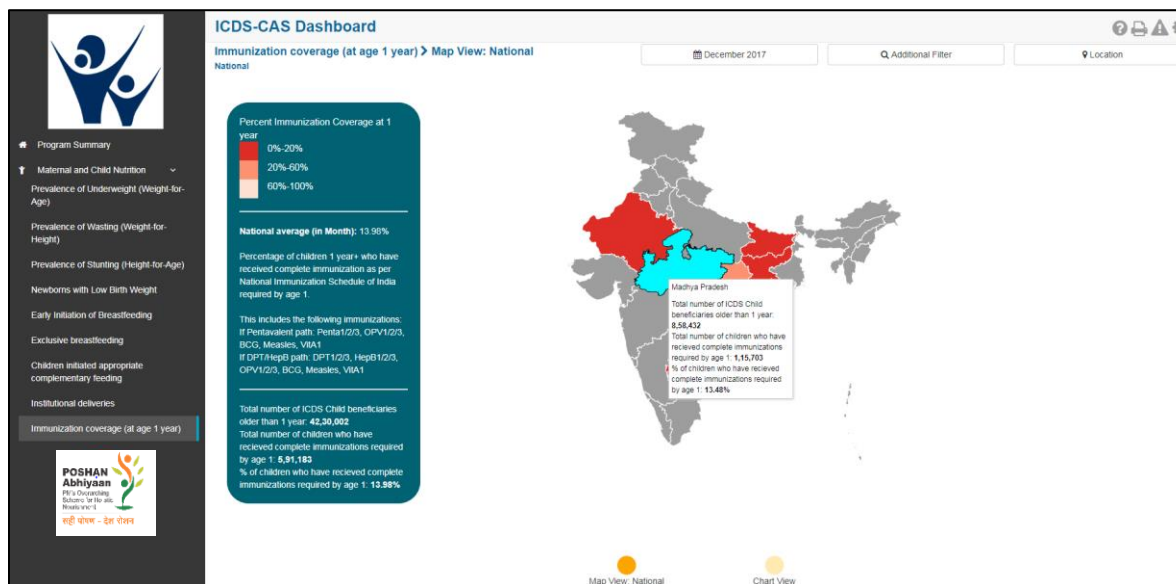 ICDS-CAS Dashboard
Immunization coverage (at age 1 year) > Map View: National
National
December 2017
Additional Filter
Location
Program Summary
Maternal and Child Nutrition
Prevalence of Underweight (Weight-for-
Age)
Prevalence of Wasting (Weight-for-
Height)
Prevalence of Stunting (Height-for-Age)
Newborns with Low Birth Weight
Early Initiation of Breastfeeding
Exclusive breastfeeding
Children initiated appropriate
complementary feeding
Institutional deliveries
Immunization coverage (at age 1 year)
POSHAN
Abhiyaan
PM's Overarching
Scheme for Holistic
Nourishment
सही पोषण - देश रोशन
Percent Immunization Coverage at 1
year
0%-20%
20%-60%
60%-100%
National average (in Month): 13.98%
Percentage of children 1 year+ who have
received complete immunization as per
National Immunization Schedule of India
required by age 1.
This includes the following immunizations:
If Pentavalent path: Penta1/2/3, OPV1/2/3,
BCG, Measles, VitA1
If DPT/HepB path: DPT1/2/3, HepB1/2/3,
OPV1/2/3, BCG, Measles, VitA1
Total number of ICDS Child beneficiaries
older than 1 year: 42,30,002
Total number of children who have
recieved complete immunizations required
by age 1: 5,91,183
% of children who have recieved complete
immunizations required by age 1: 13.98%
Madhya Pradesh
Total number of ICDS Child
beneficiaries older than 1 year:
8,58,432
Total number of children who have
recieved complete immunizations
required by age 1: 1,15,703
% of children who have recieved
complete immunizations required
by age 1: 13.48%
Map View: National
Chart View